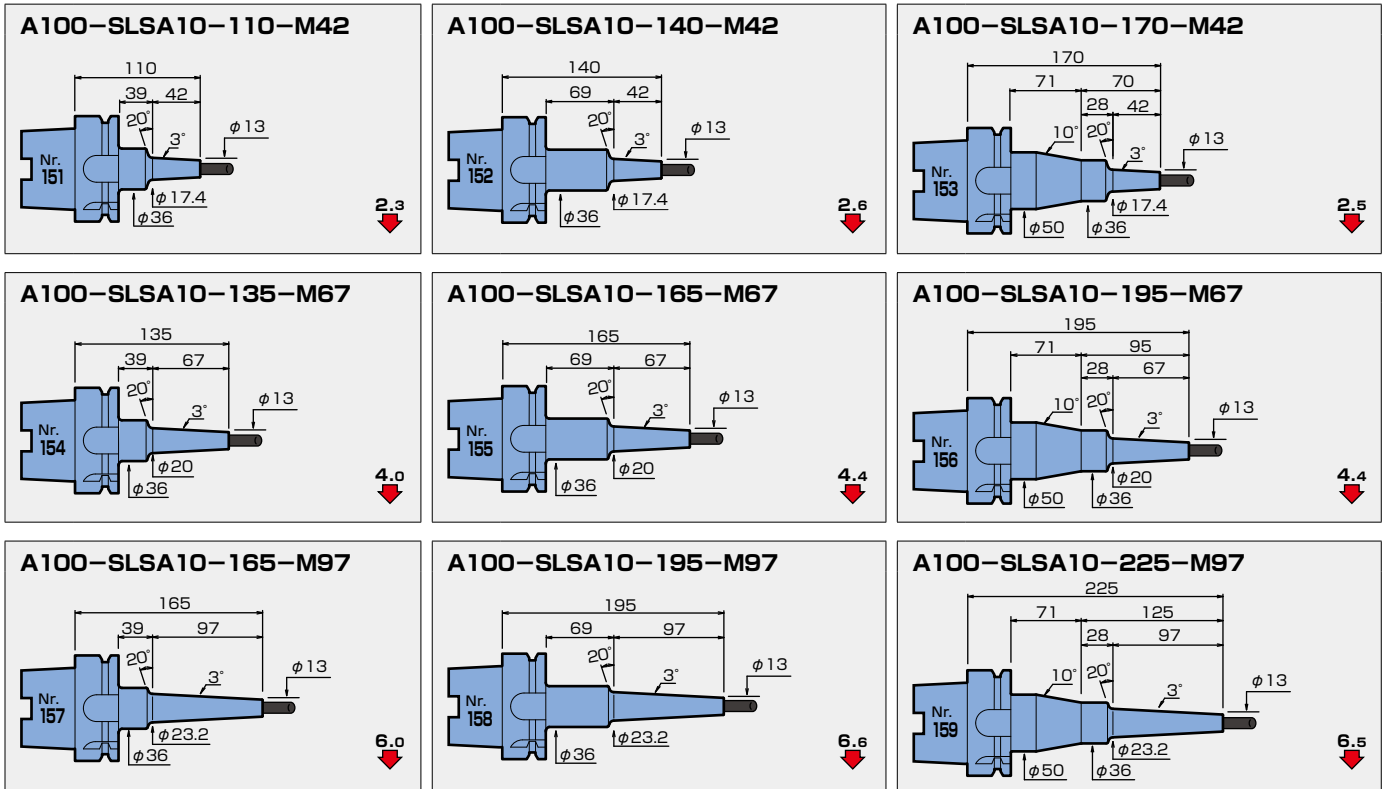 A100-SLSA10-110-M42
110
39 42
20°
3°
φ13
Nr.
151
φ17.4
φ36
2.3
A100-SLSA10-140-M42
140
69 42
20°
3°
φ13
Nr.
152
φ36
φ17.4
2.6
A100-SLSA10-170-M42
170
71 70
28 42
10°
20°
3°
φ13
Nr.
153
φ17.4
φ50 φ36
2.5
A100-SLSA10-135-M67
135
39 67
20°
3°
φ13
Nr.
154
φ20
φ36
4.0
A100-SLSA10-165-M67
165
69 67
20°
3°
φ13
Nr.
155
φ20
φ36
4.4
A100-SLSA10-195-M67
195
71 95
28 67
10°
20°
3°
φ13
Nr.
156
φ20
φ50 φ36
4.4
A100-SLSA10-165-M97
165
39 97
20°
3°
φ13
Nr.
157
φ23.2
φ36
6.0
A100-SLSA10-195-M97
195
69 97
20°
3°
φ13
Nr.
158
φ36
φ23.2
6.6
A100-SLSA10-225-M97
225
71 125
28 97
10°
20°
3°
φ13
Nr.
159
φ23.2
φ50 φ36
6.5